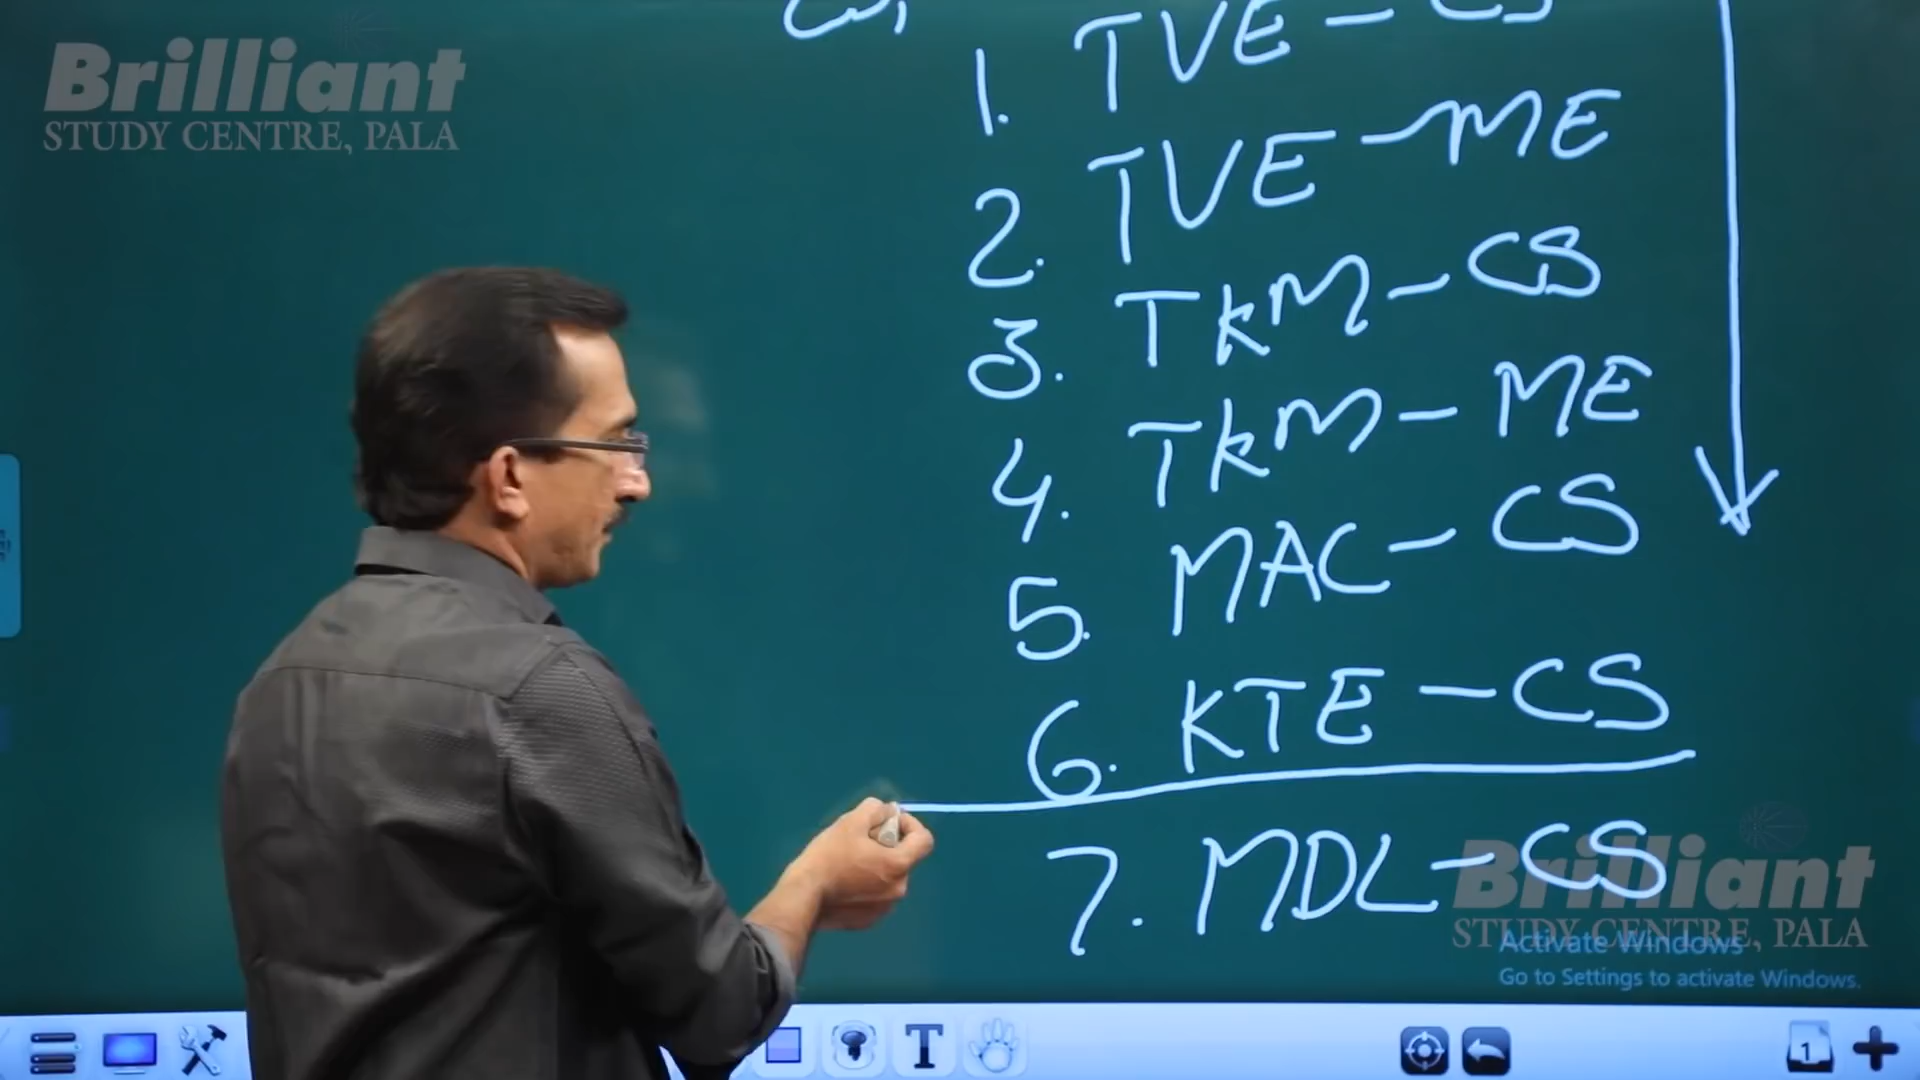 Brilliant
STUDY CENTRE, PALA
1. TVE - CS
2. TVE - ME
3. TKM - CS
4. TKM - ME
5. MAC - CS
6. KTE - CS
7. MDL - CS
Brilliant
STUDY CENTRE, PALA
Activate Windows
Go to Settings to activate Windows.
T
1